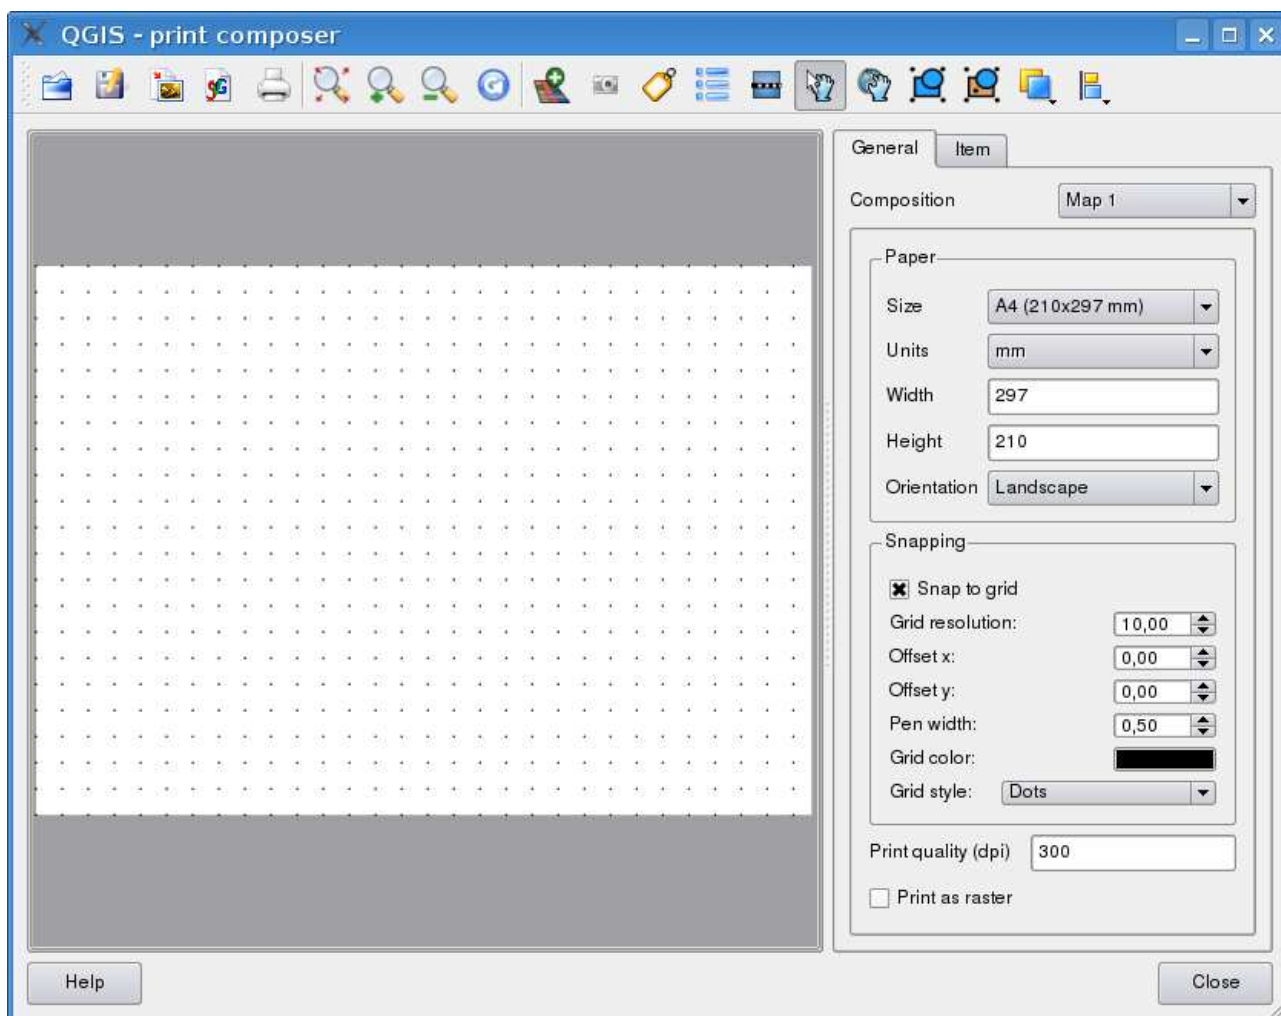 QGIS - print composer
General
Item
Composition
Map 1
Paper
Size
A4 (210x297 mm)
Units
mm
Width
297
Height
210
Orientation
Landscape
Snapping
Snap to grid
Grid resolution:
10,00
Offset x:
0,00
Offset y:
0,00
Pen width:
0,50
Grid color:
Grid style:
Dots
Print quality (dpi)
300
Print as raster
Help
Close